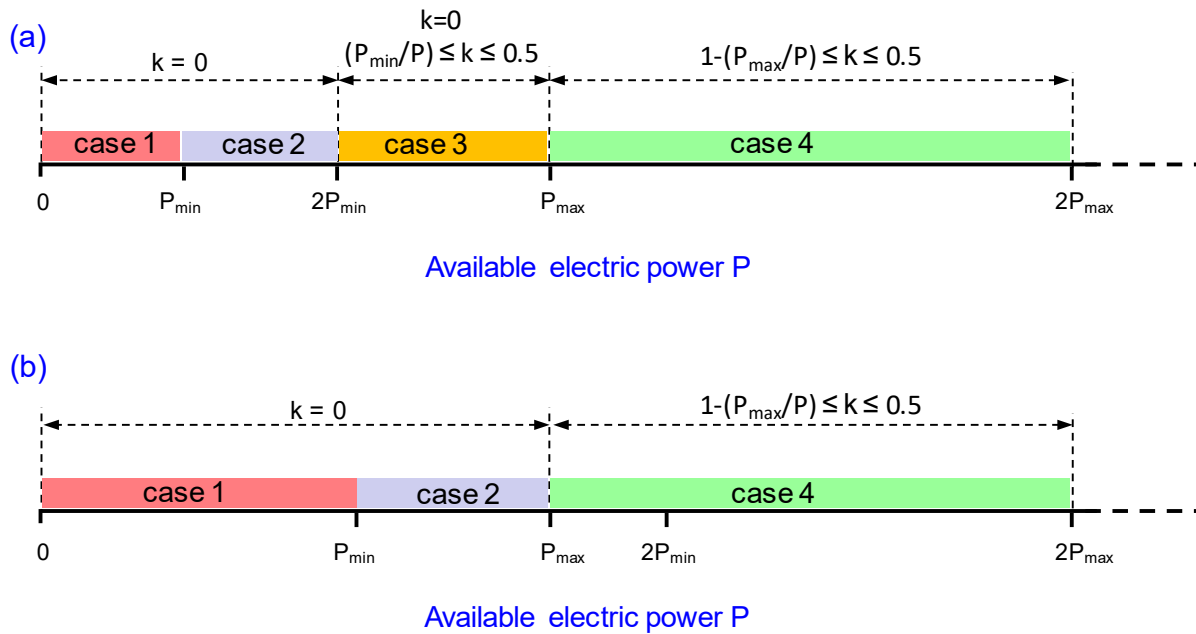 (a)
k=0
k = 0
(Pmin/P) ≤ k ≤ 0.5
1-(Pmax/P) ≤ k ≤ 0.5
case 1
case 2
case 3
case 4
0
Pmin
2Pmin
Pmax
2Pmax
Available electric power P
(b)
k = 0
1-(Pmax/P) ≤ k ≤ 0.5
case 1
case 2
case 4
0
Pmin
Pmax
2Pmin
2Pmax
Available electric power P